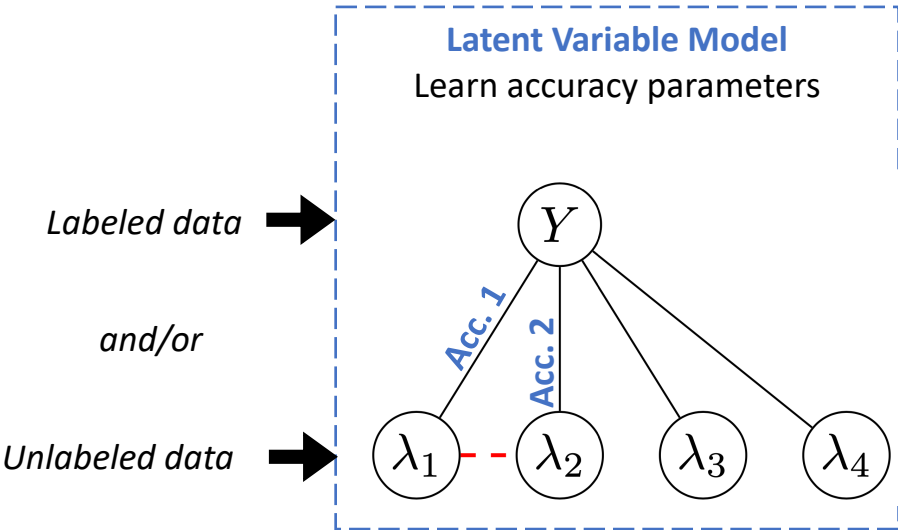 Latent Variable Model
Learn accuracy parameters
Labeled data
Y
Acc. 1
and/or
Acc. 2
Unlabeled data
λ₁
λ₂
λ₃
λ₄